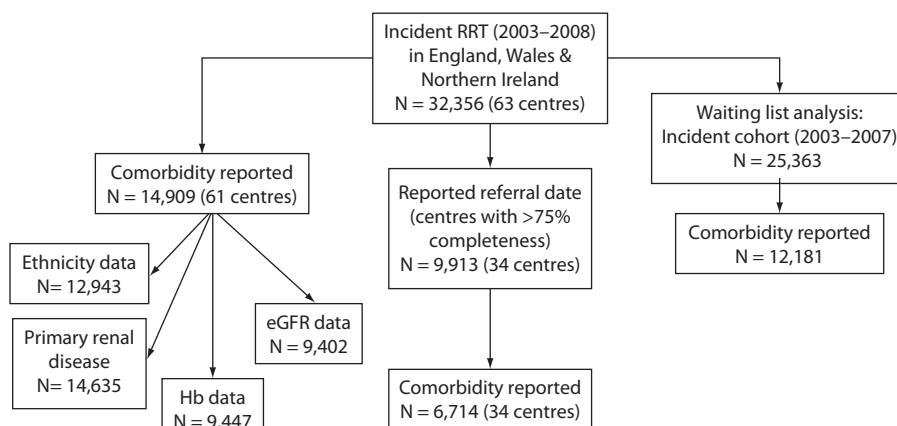 Incident RRT (2003–2008)
in England, Wales &
Northern Ireland
N = 32,356 (63 centres)
Waiting list analysis:
Incident cohort (2003–2007)
N = 25,363
Comorbidity reported
N = 14,909 (61 centres)
Reported referral date
(centres with >75%
completeness)
N = 9,913 (34 centres)
Comorbidity reported
N = 12,181
Ethnicity data
N= 12,943
eGFR data
N = 9,402
Primary renal
disease
N= 14,635
Hb data
N = 9,447
Comorbidity reported
N = 6,714 (34 centres)